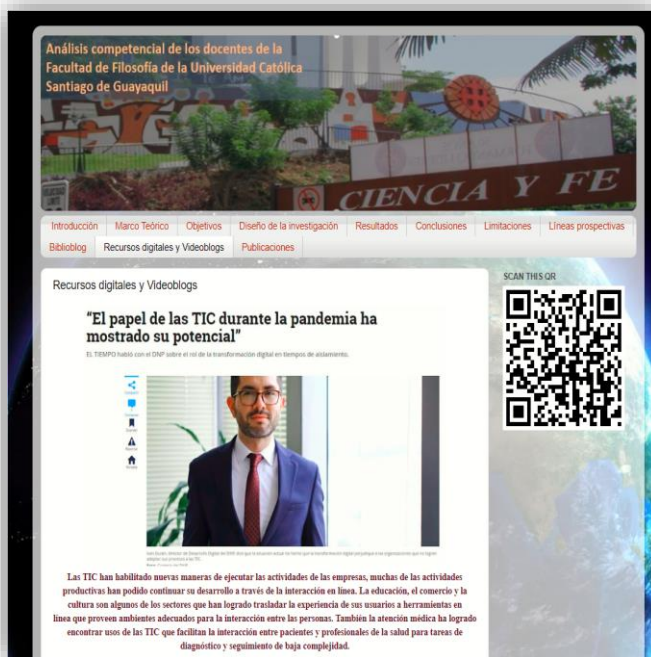 Análisis competencial de los docentes de la
Facultad de Filosofía de la Universidad Católica
Santiago de Guayaquil
CIENCIA Y FE
Introducción Marco Teórico Objetivos Diseño de la investigación Resultados Conclusiones Limitaciones Líneas prospectivas
Biblioblog Recursos digitales y Videoblogs Publicaciones
Recursos digitales y Videoblogs
SCAN THIS QR
“El papel de las TIC durante la pandemia ha
mostrado su potencial”
EL TIEMPO habló con el DNP sobre el rol de la transformación digital en tiempos de aislamiento.
Las TIC han habilitado nuevas maneras de ejecutar las actividades de las empresas, muchas de las actividades
productivas han podido continuar su desarrollo a través de la interacción en línea. La educación, el comercio y la
cultura son algunos de los sectores que han logrado trasladar la experiencia de sus usuarios a herramientas en
línea que proveen ambientes adecuados para la interacción entre las personas. También la atención médica ha logrado
encontrar usos de las TIC que facilitan la interacción entre pacientes y profesionales de la salud para tareas de
diagnóstico y seguimiento de baja complejidad.